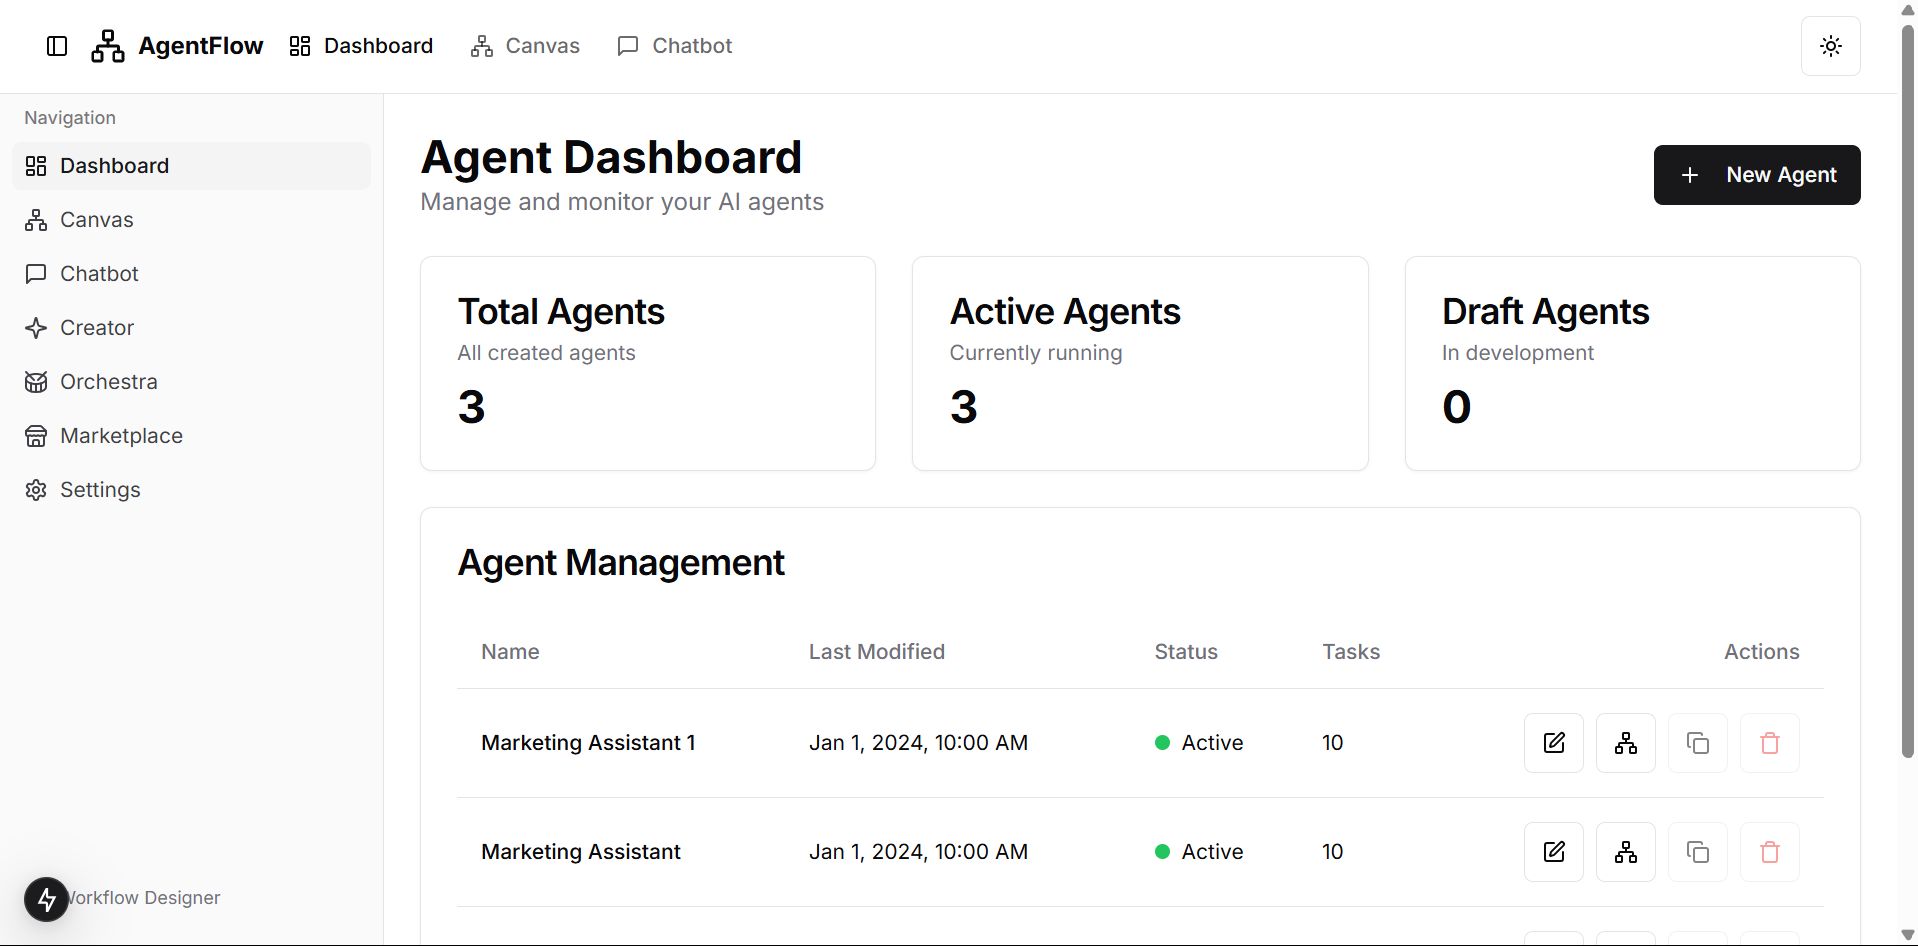 AgentFlow Dashboard Canvas Chatbot
Navigation
Dashboard
Canvas
Chatbot
Creator
Orchestra
Marketplace
Settings
Workflow Designer
Agent Dashboard
Manage and monitor your AI agents
New Agent
Total Agents
All created agents
3
Active Agents
Currently running
3
Draft Agents
In development
0
Agent Management
Name Last Modified Status Tasks Actions
Marketing Assistant 1 Jan 1, 2024, 10:00 AM Active 10
Marketing Assistant Jan 1, 2024, 10:00 AM Active 10